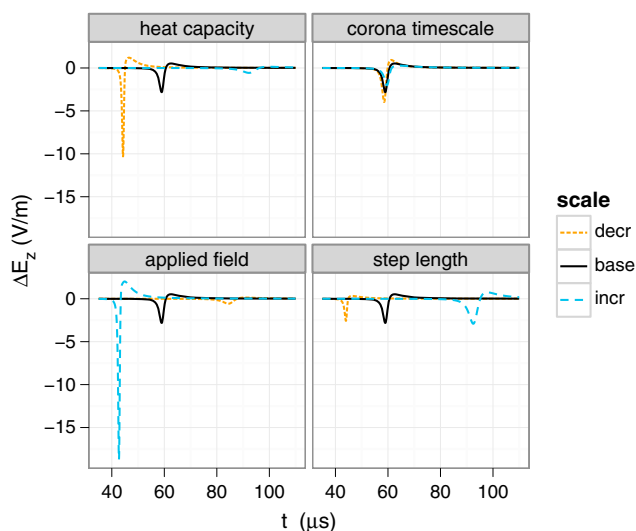 heat capacity
corona timescale
0
−5
−10
−15
applied field
step length
0
−5
−10
−15
40 60 80 100
40 60 80 100
t (μs)
ΔE_z (V/m)
scale
decr
base
incr